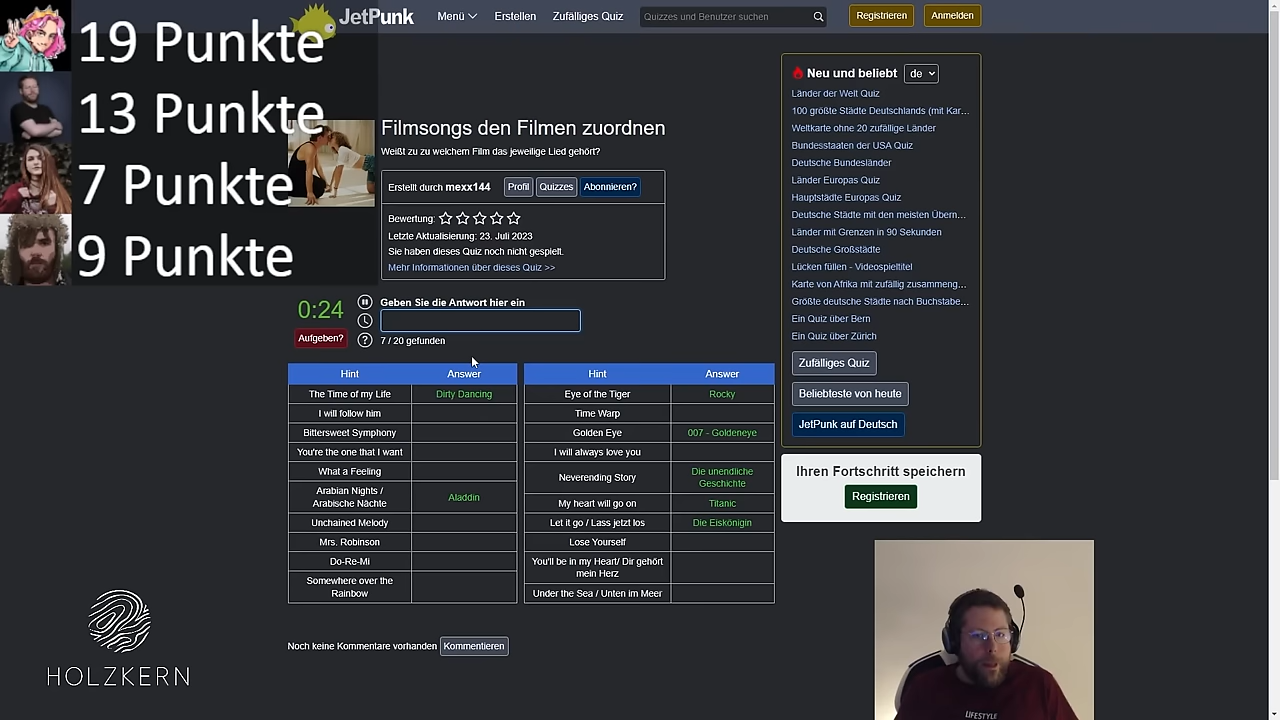 19 Punkte
13 Punkte
7 Punkte
9 Punkte
JetPunk
Menü
Erstellen
Zufälliges Quiz
Quizzes und Benutzer suchen
Registrieren
Anmelden
Filmsongs den Filmen zuordnen
Weißt zu zu welchem Film das jeweilige Lied gehört?
Erstellt durch mexx144
Profil
Quizzes
Abonnieren?
Bewertung:
Letzte Aktualisierung: 23. Juli 2023
Sie haben dieses Quiz noch nicht gespielt.
Mehr Informationen über dieses Quiz >>
0:24
Aufgeben?
Geben Sie die Antwort hier ein
?
7 / 20 gefunden
Hint Answer
The Time of my Life Dirty Dancing
I will follow him
Bittersweet Symphony
You're the one that I want
What a Feeling
Arabian Nights /
Arabische Nächte
Aladdin
Unchained Melody
Mrs. Robinson
Do-Re-Mi
Somewhere over the
Rainbow
Hint Answer
Eye of the Tiger Rocky
Time Warp
Golden Eye 007 - Goldeneye
I will always love you
Neverending Story
Die unendliche
Geschichte
My heart will go on Titanic
Let it go / Lass jetzt los Die Eiskönigin
Lose Yourself
You'll be in my Heart/ Dir gehört
mein Herz
Under the Sea / Unten im Meer
Noch keine Kommentare vorhanden
Kommentieren
Neu und beliebt
de
Länder der Welt Quiz
100 größte Städte Deutschlands (mit Kar...
Weltkarte ohne 20 zufällige Länder
Bundesstaaten der USA Quiz
Deutsche Bundesländer
Länder Europas Quiz
Hauptstädte Europas Quiz
Deutsche Städte mit den meisten Übern...
Länder mit Grenzen in 90 Sekunden
Deutsche Großstädte
Lücken füllen - Videospieltitel
Karte von Afrika mit zufällig zusammeng...
Größte deutsche Städte nach Buchstabe...
Ein Quiz über Bern
Ein Quiz über Zürich
Zufälliges Quiz
Beliebteste von heute
JetPunk auf Deutsch
Ihren Fortschritt speichern
Registrieren
HOLZKERN
LIFESTYLE